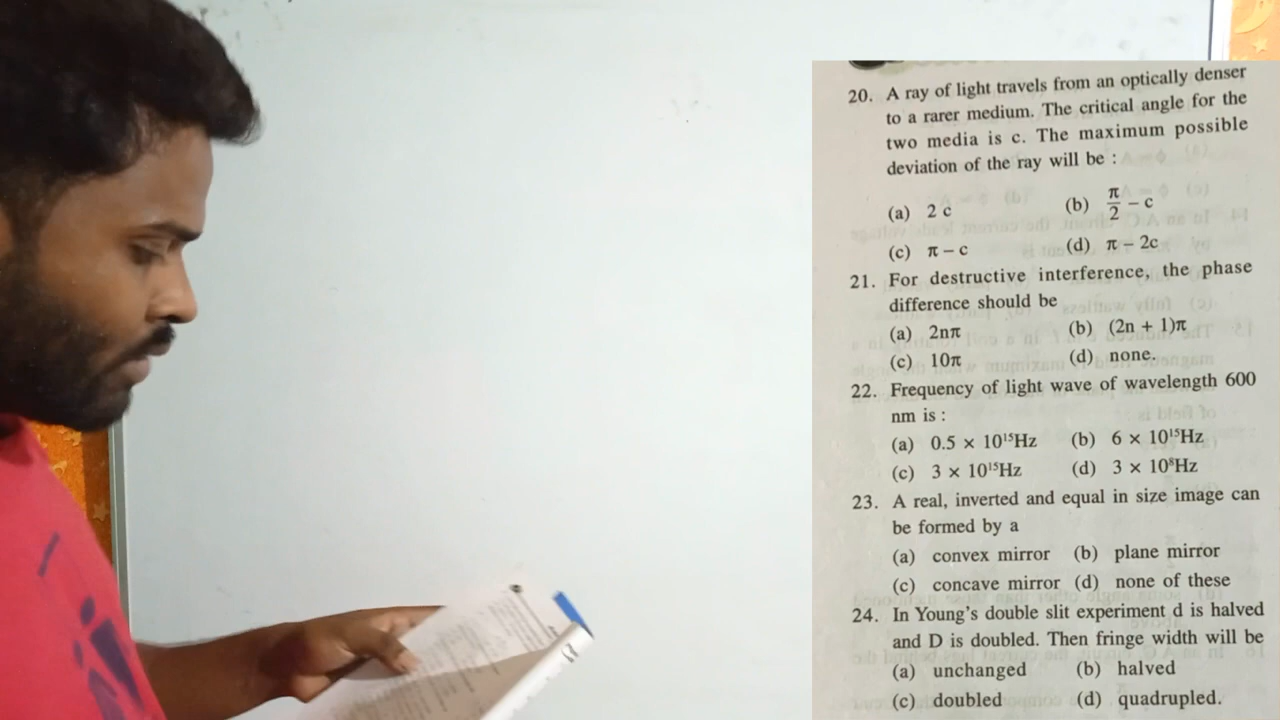 20. A ray of light travels from an optically denser
to a rarer medium. The critical angle for the
two media is c. The maximum possible
deviation of the ray will be :
(a) 2 c (b) π/2 – c
(c) π – c (d) π – 2c
21. For destructive interference, the phase
difference should be
(a) 2nπ (b) (2n + 1)π
(c) 10π (d) none.
22. Frequency of light wave of wavelength 600
nm is :
(a) 0.5 × 10¹⁵Hz (b) 6 × 10¹⁵Hz
(c) 3 × 10¹⁵Hz (d) 3 × 10⁸Hz
23. A real, inverted and equal in size image can
be formed by a
(a) convex mirror (b) plane mirror
(c) concave mirror (d) none of these
24. In Young's double slit experiment d is halved
and D is doubled. Then fringe width will be
(a) unchanged (b) halved
(c) doubled (d) quadrupled.